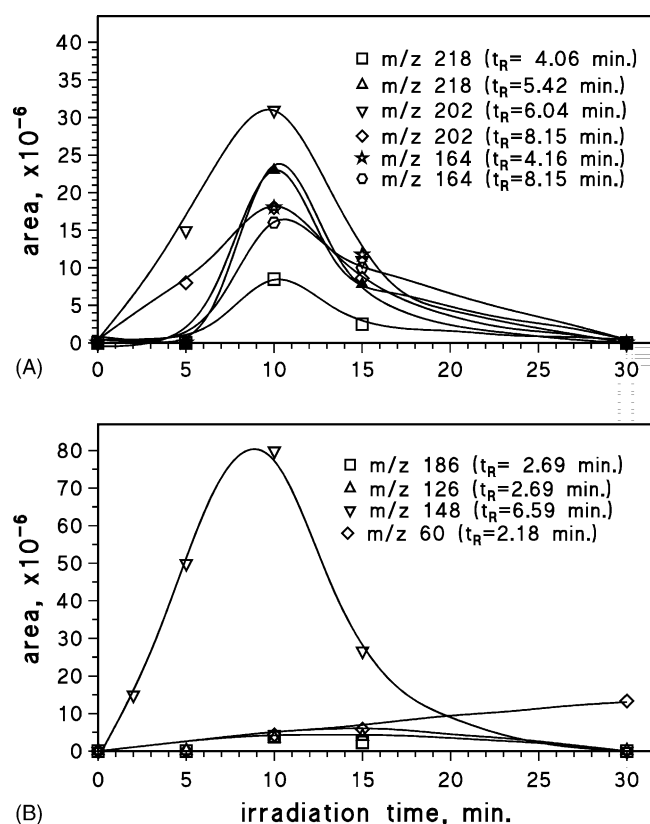 40
35
30
25
20
15
10
5
0
area, x10⁻⁶
m/z 218 (tR= 4.06 min.)
m/z 218 (tR=5.42 min.)
m/z 202 (tR=6.04 min.)
m/z 202 (tR=8.15 min.)
m/z 164 (tR=4.16 min.)
m/z 164 (tR=8.15 min.)
(A)
0 5 10 15 20 25 30
80
70
60
50
40
30
20
10
0
area, x10⁻⁶
m/z 186 (tR= 2.69 min.)
m/z 126 (tR=2.69 min.)
m/z 148 (tR=6.59 min.)
m/z 60 (tR=2.18 min.)
0 5 10 15 20 25 30
(B)
irradiation time, min.